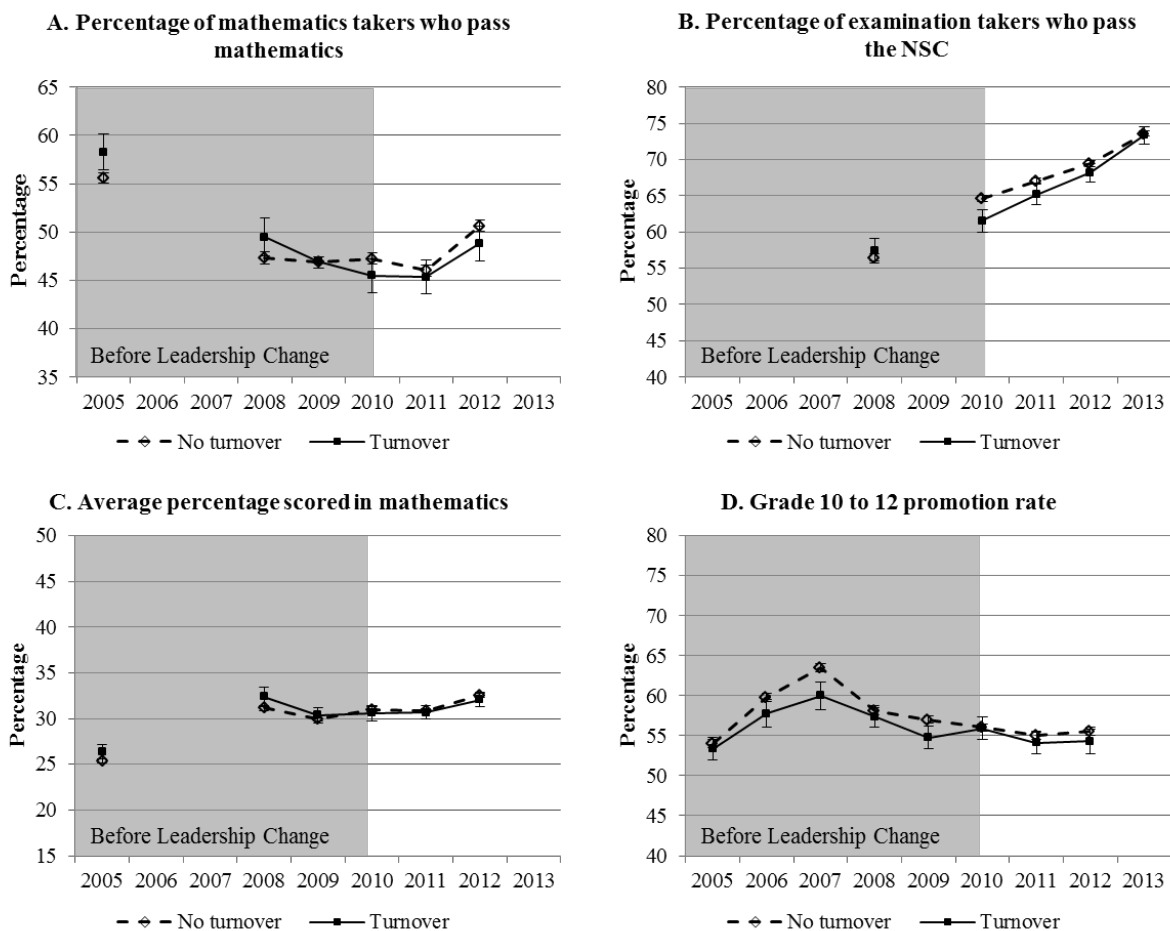 A. Percentage of mathematics takers who pass
mathematics
65
60
55
50
45
40
35
Percentage
Before Leadership Change
2005 2006 2007 2008 2009 2010 2011 2012 2013
No turnover Turnover
B. Percentage of examination takers who pass
the NSC
80
75
70
65
60
55
50
45
40
Percentage
Before Leadership Change
2005 2006 2007 2008 2009 2010 2011 2012 2013
No turnover Turnover
C. Average percentage scored in mathematics
50
45
40
35
30
25
20
15
Percentage
Before Leadership Change
2005 2006 2007 2008 2009 2010 2011 2012 2013
No turnover Turnover
D. Grade 10 to 12 promotion rate
80
75
70
65
60
55
50
45
40
Percentage
Before Leadership Change
2005 2006 2007 2008 2009 2010 2011 2012 2013
No turnover Turnover